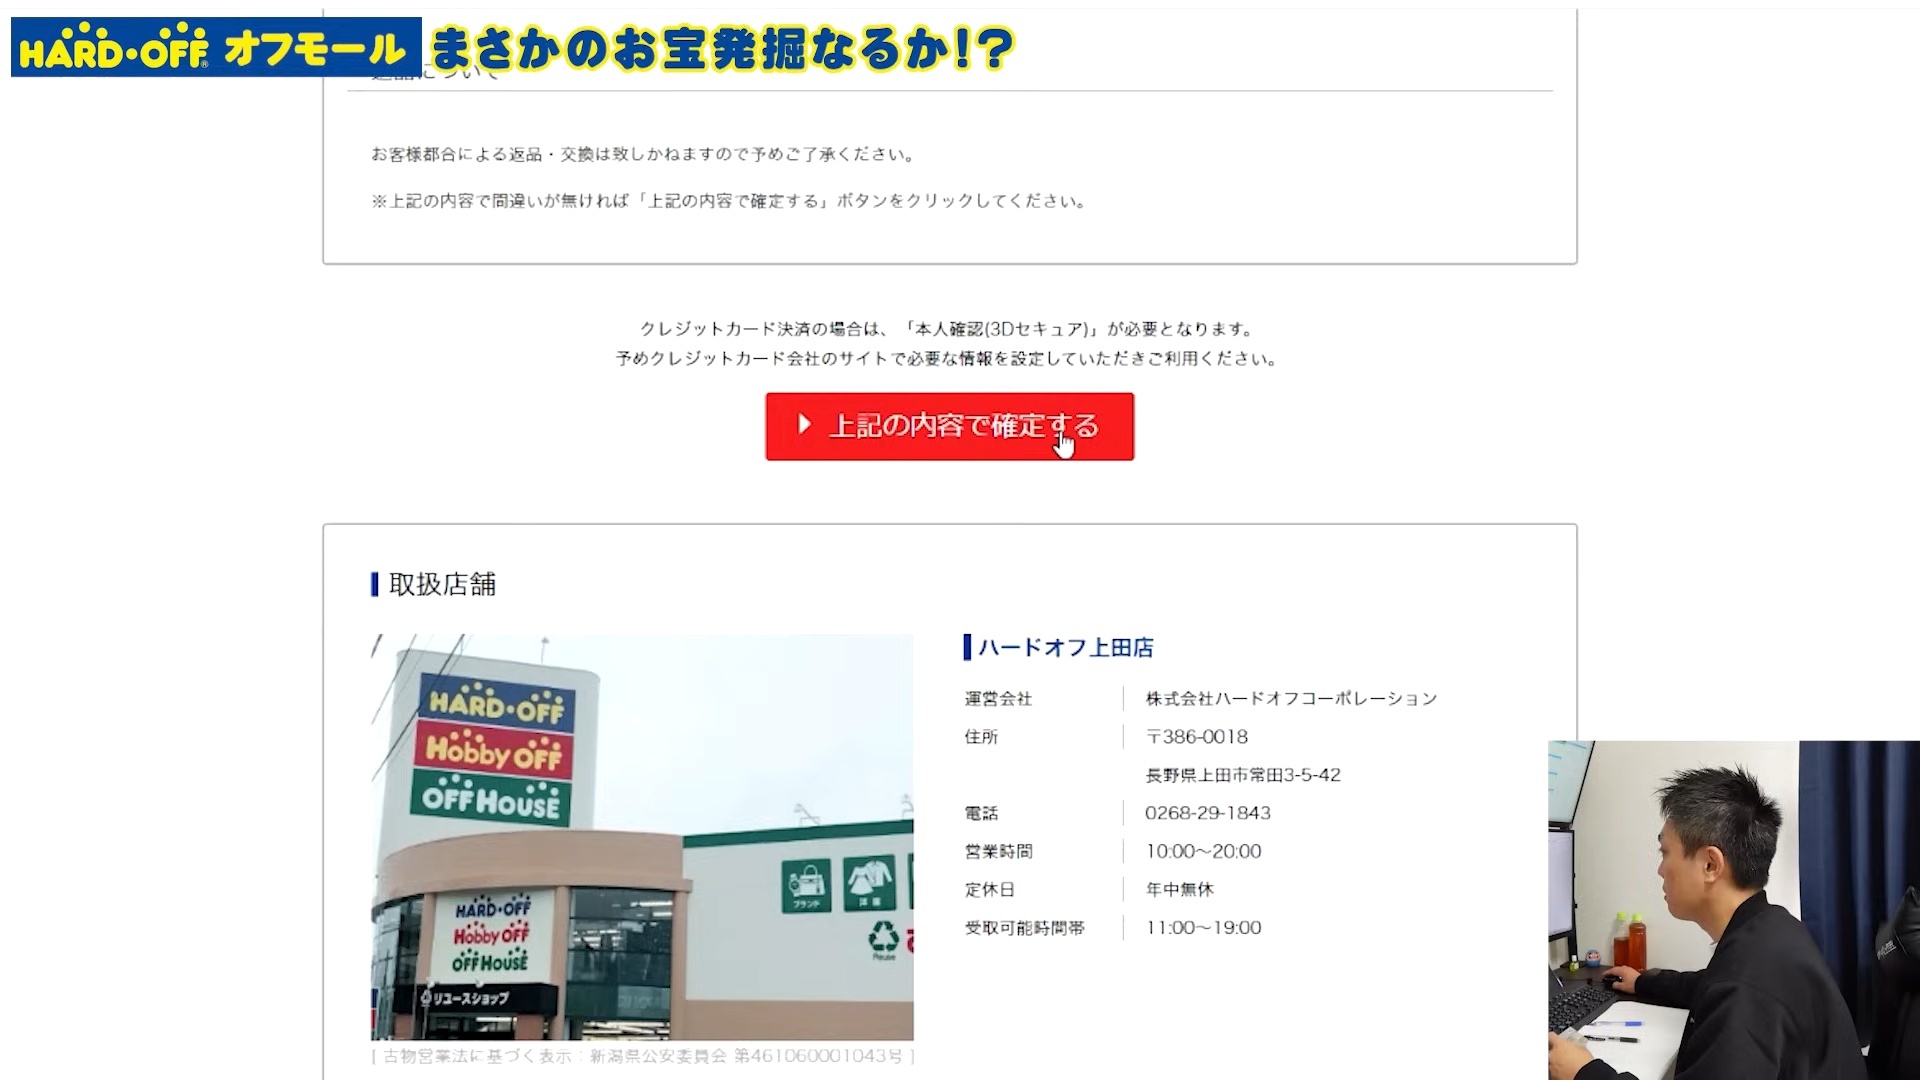 HARD・OFF オフモール まさかのお宝発掘なるか!?
返品について
お客様都合による返品・交換は致しかねますので予めご了承ください。
※上記の内容で間違いが無ければ「上記の内容で確定する」ボタンをクリックしてください。
クレジットカード決済の場合は、「本人確認(3Dセキュア)」が必要となります。
予めクレジットカード会社のサイトで必要な情報を設定していただきご利用ください。
上記の内容で確定する
取扱店舗
HARD・OFF
Hobby OFF
OFF HOUSE
ブランド
洋服
Reuse
HARD・OFF
Hobby OFF
OFF HOUSE
リユースショップ
[ 古物営業法に基づく表示：新潟県公安委員会 第461060001043号 ]
ハードオフ上田店
運営会社 株式会社ハードオフコーポレーション
住所 〒386-0018
長野県上田市常田3-5-42
電話 0268-29-1843
営業時間 10:00〜20:00
定休日 年中無休
受取可能時間帯 11:00〜19:00